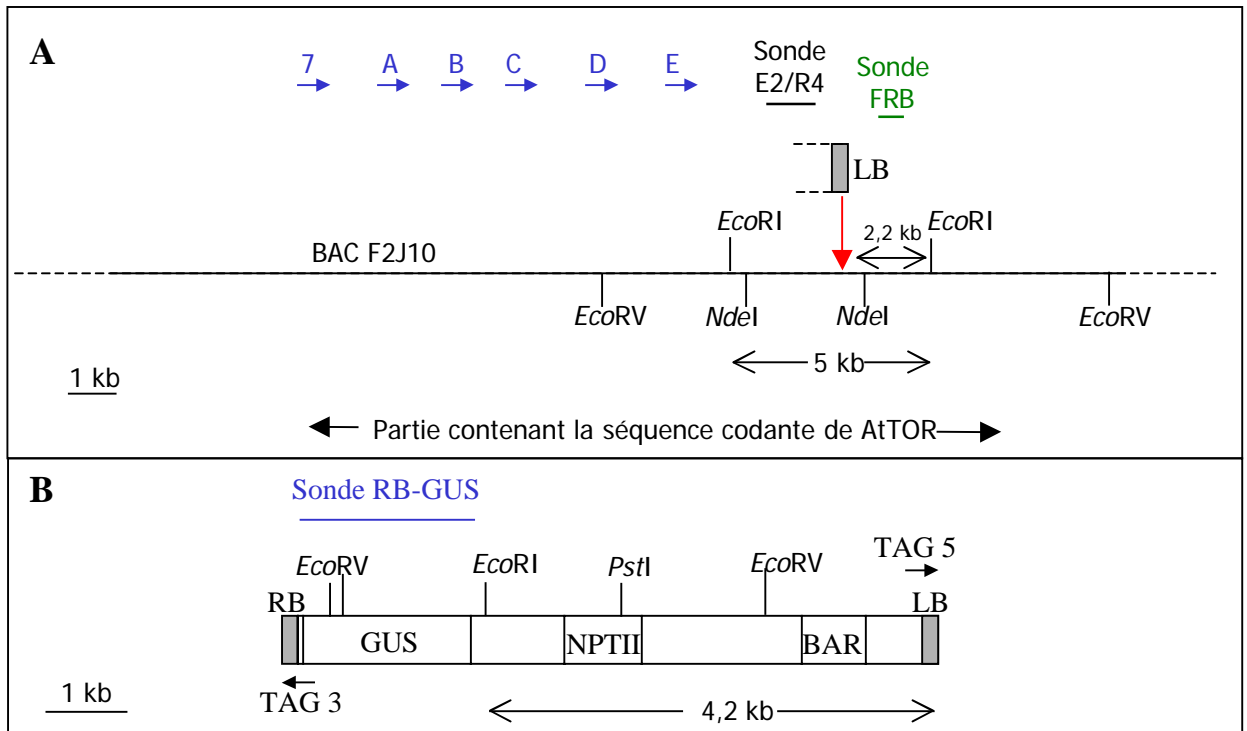 A
7 A B C D E
Sonde
E2/R4
Sonde
FRB
LB
EcoRI
2,2 kb
EcoRI
BAC F2J10
EcoRV
NdeI
NdeI
EcoRV
5 kb
1 kb
Partie contenant la séquence codante de AtTOR
B
Sonde RB-GUS
TAG 5
EcoRV
EcoRI
PstI
EcoRV
RB
LB
GUS
NPTII
BAR
TAG 3
1 kb
4,2 kb